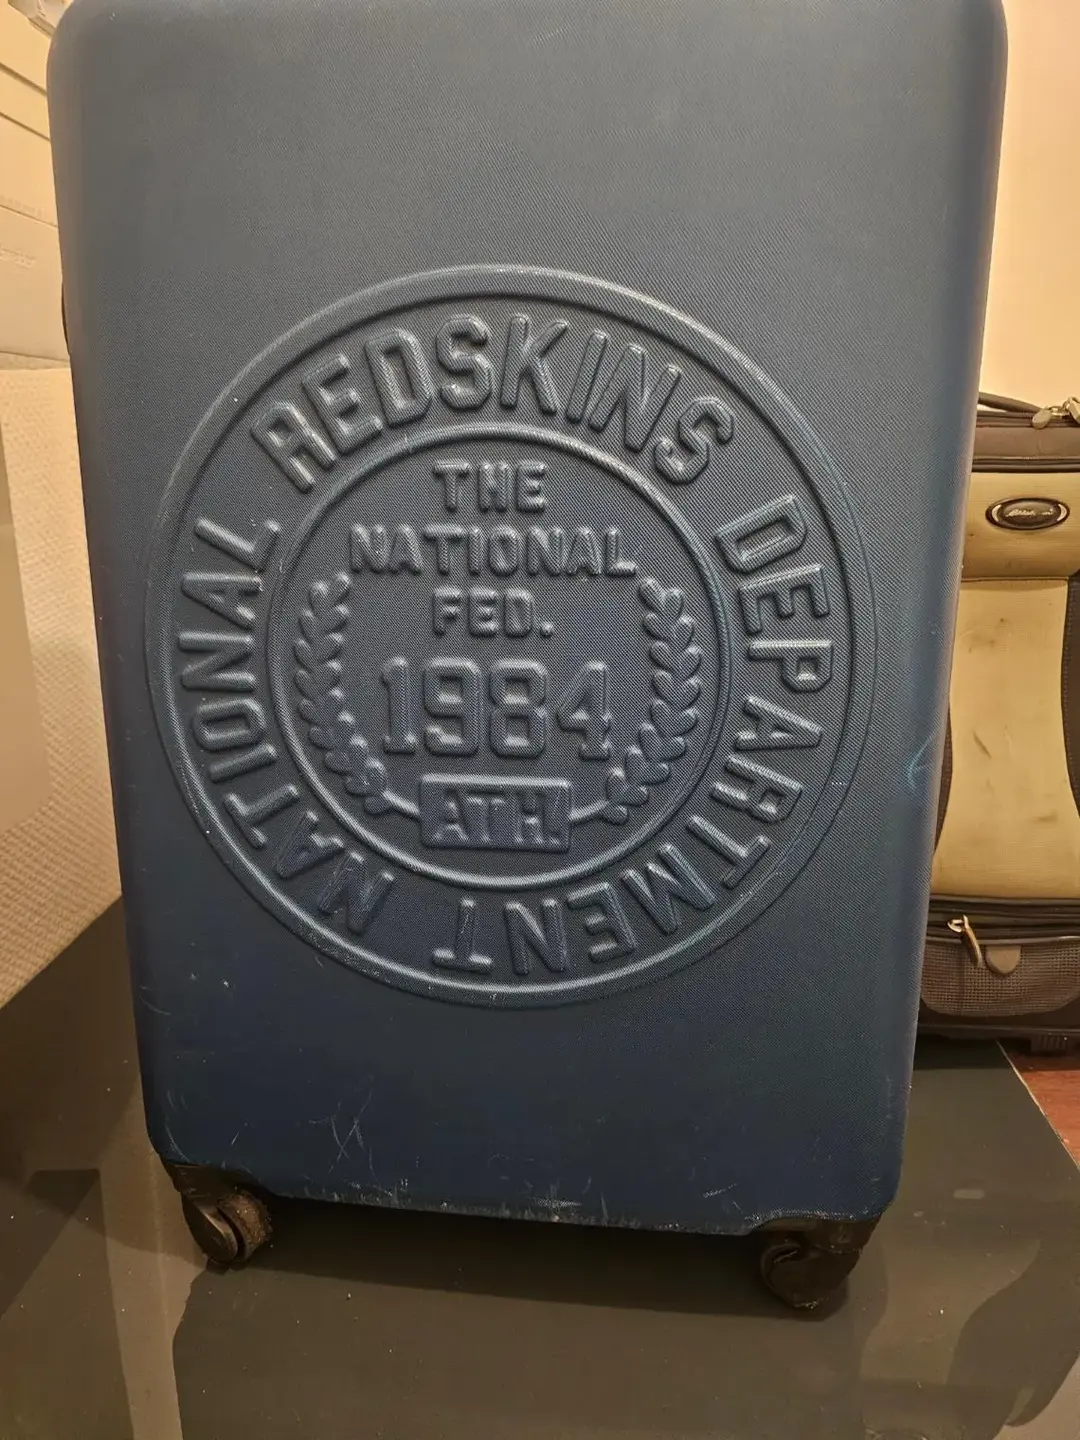 NATIONAL REDSKINS DEPARTMENT
THE
NATIONAL
FED.
1984
ATH.